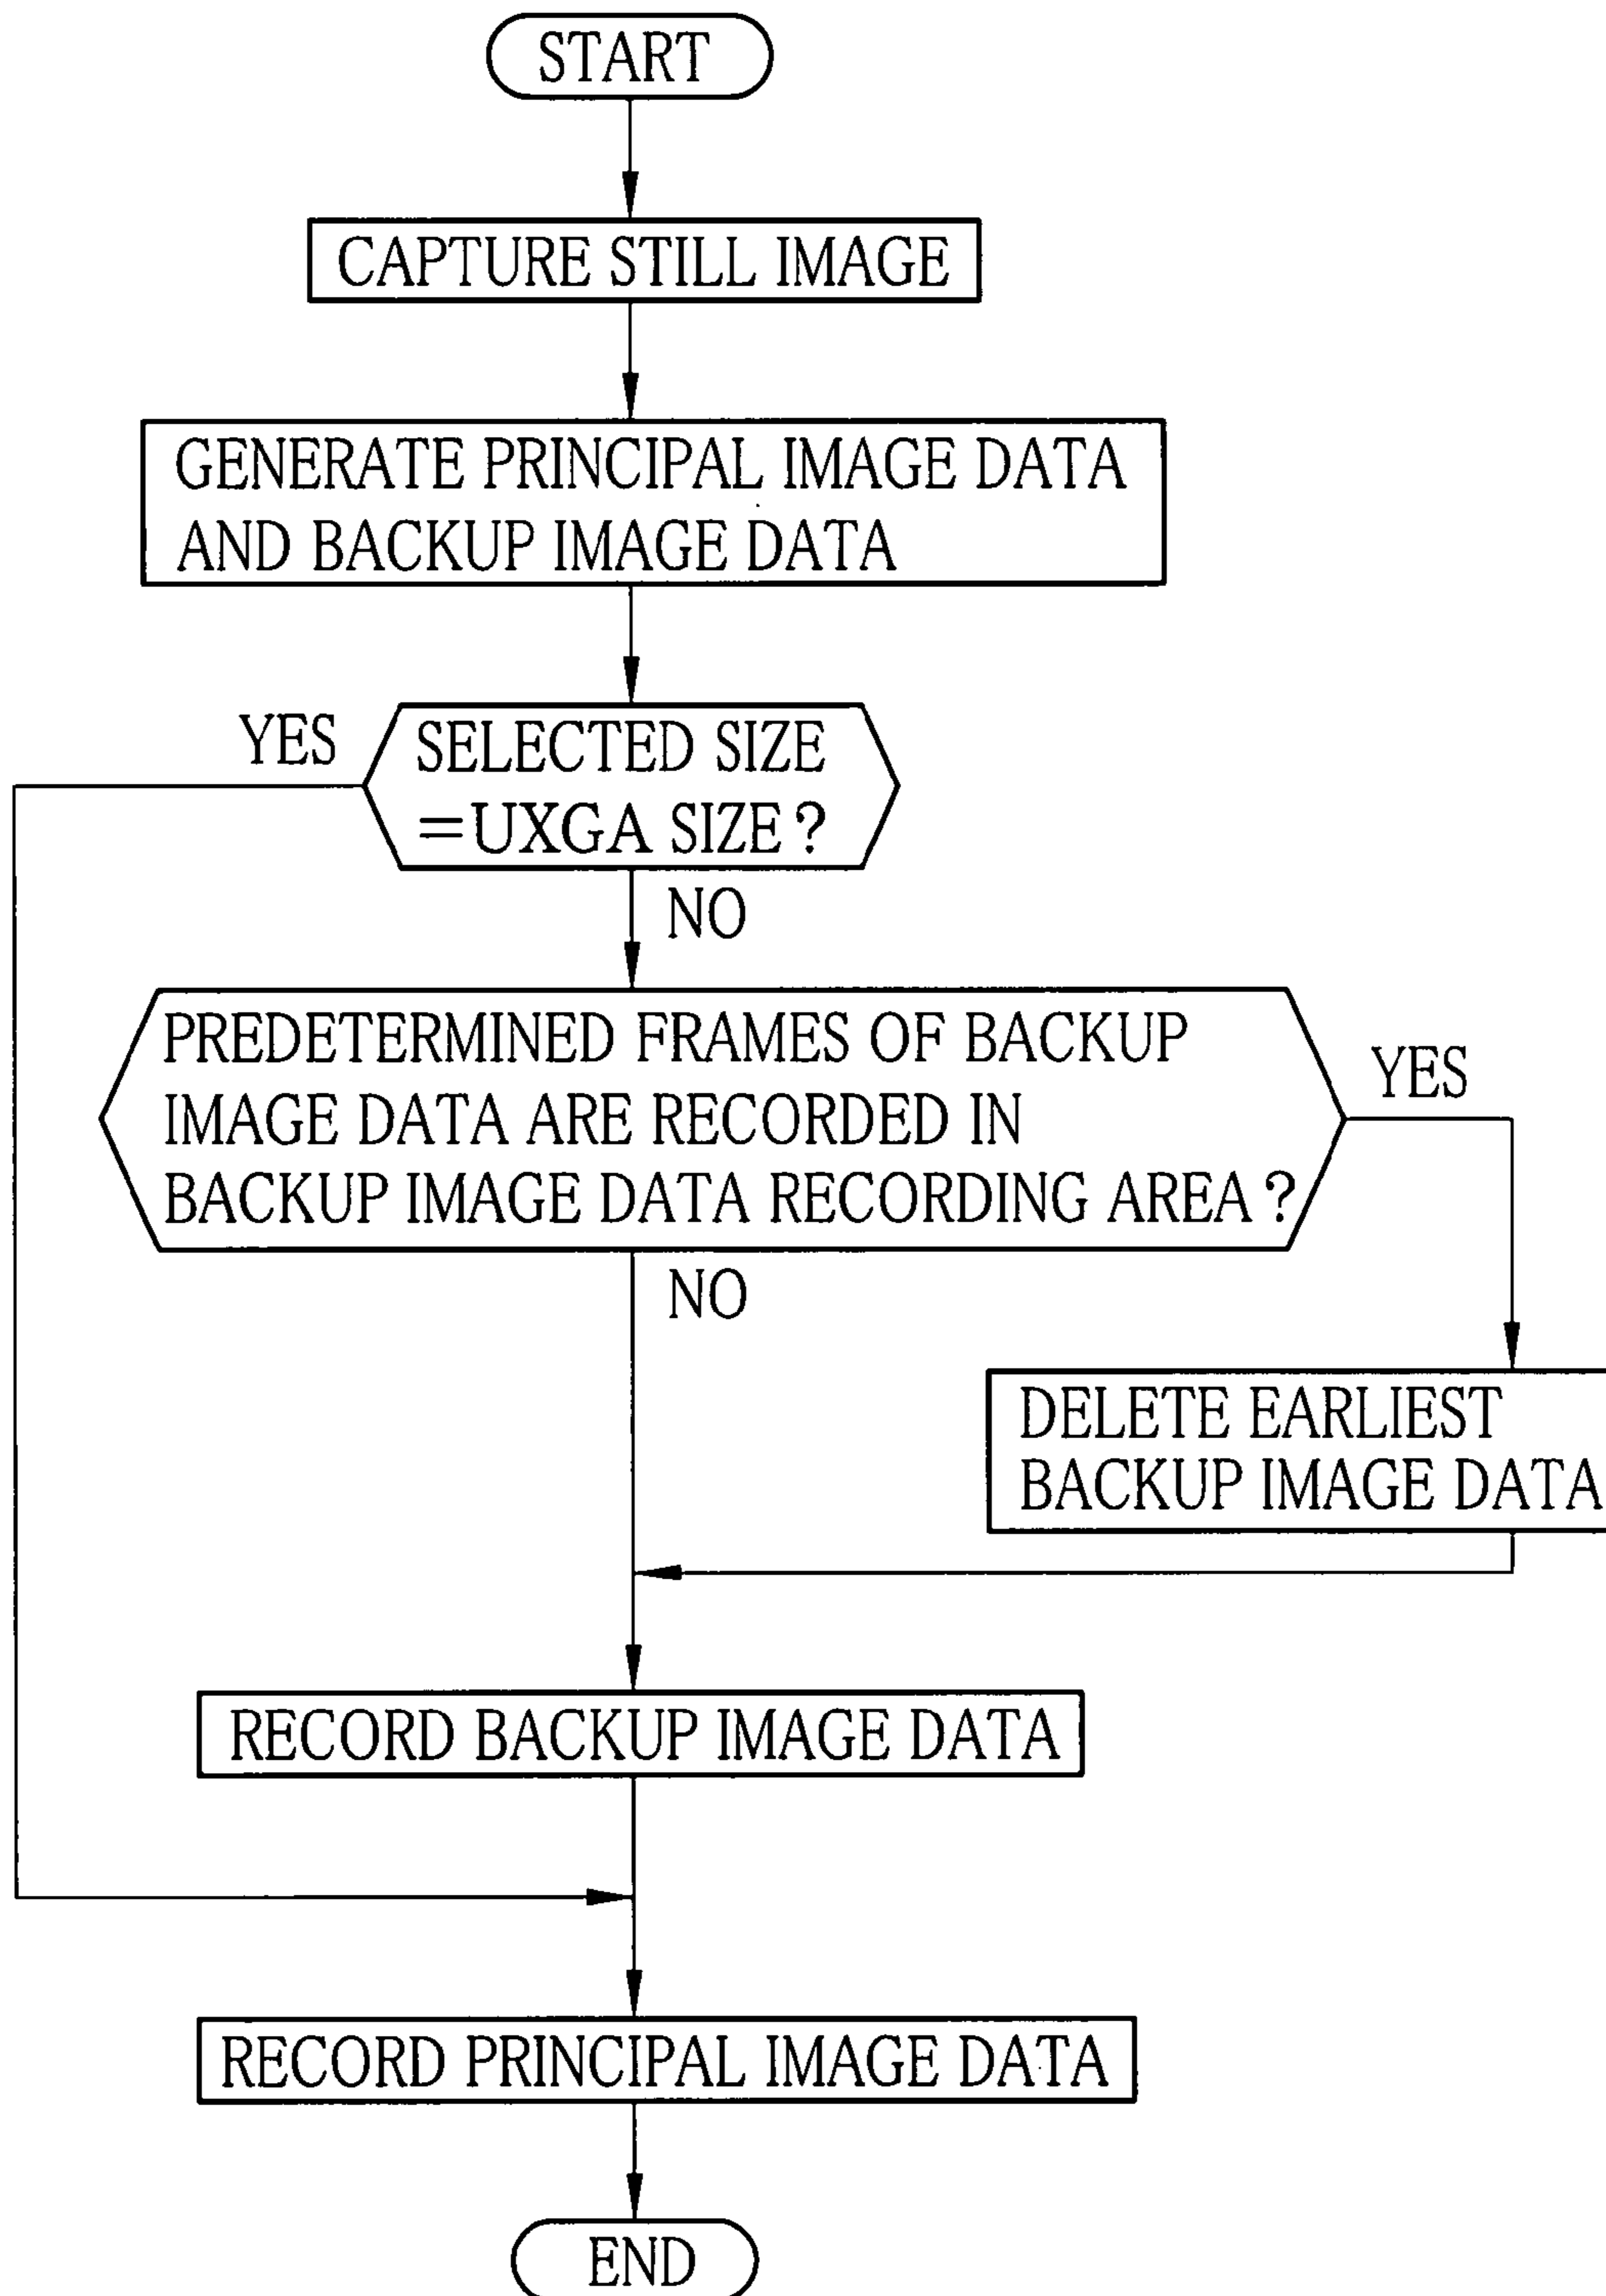 START
CAPTURE STILL IMAGE
GENERATE PRINCIPAL IMAGE DATA
AND BACKUP IMAGE DATA
YES
SELECTED SIZE
=UXGA SIZE?
NO
PREDETERMINED FRAMES OF BACKUP
IMAGE DATA ARE RECORDED IN
BACKUP IMAGE DATA RECORDING AREA?
YES
NO
DELETE EARLIEST
BACKUP IMAGE DATA
RECORD BACKUP IMAGE DATA
RECORD PRINCIPAL IMAGE DATA
END